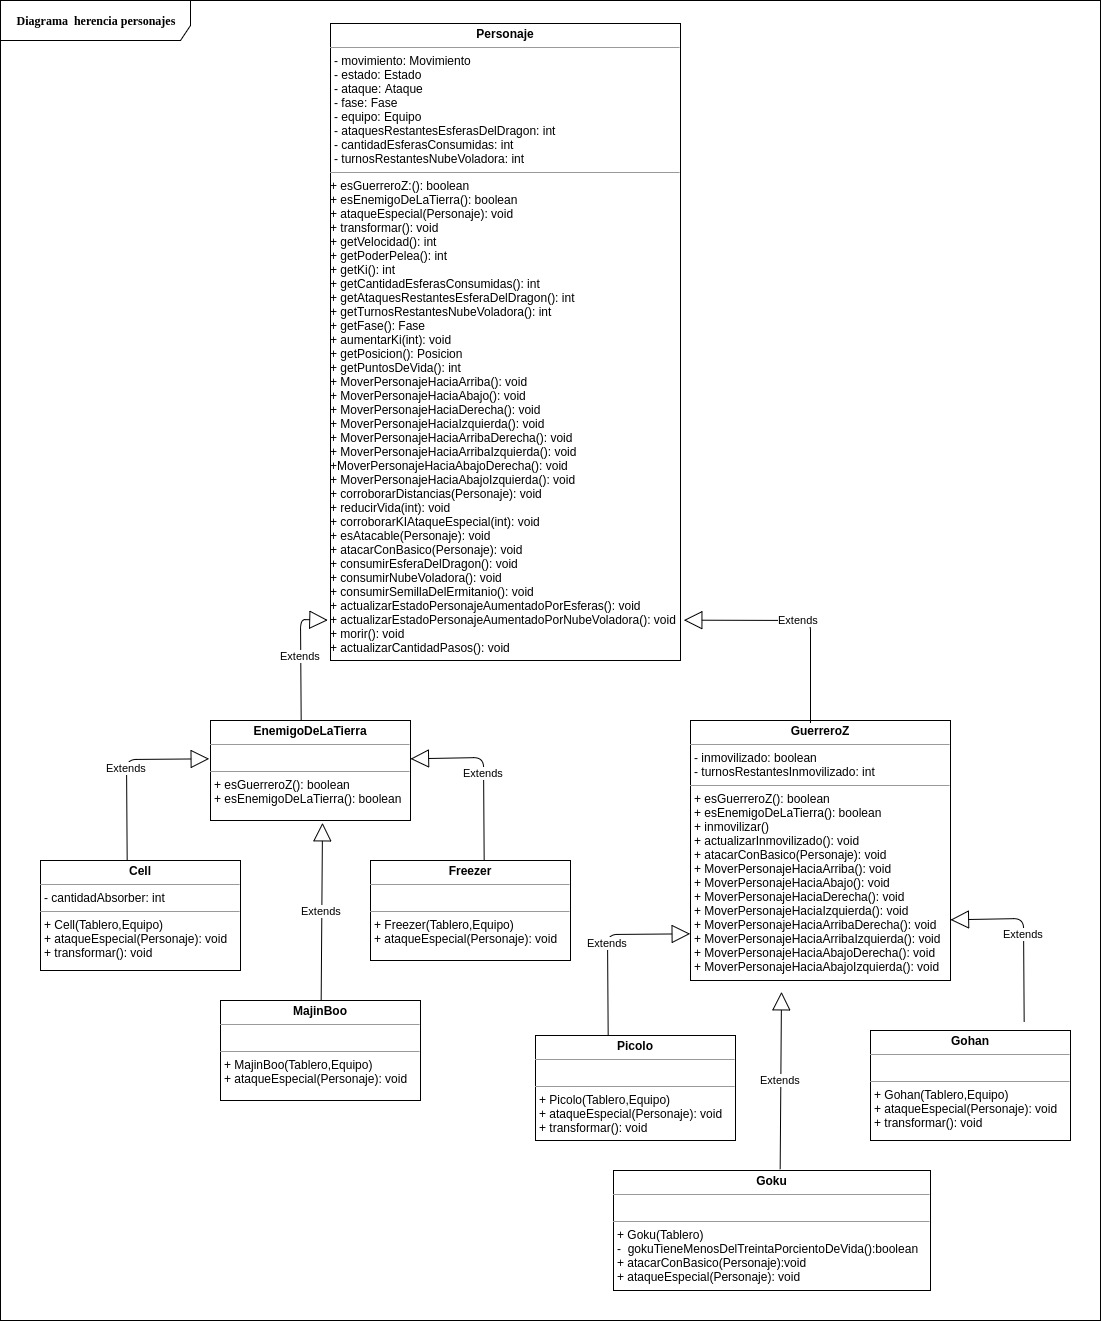 Diagrama  herencia personajes
Personaje
- movimiento: Movimiento
- estado: Estado
- ataque: Ataque
- fase: Fase
- equipo: Equipo
- ataquesRestantesEsferasDelDragon: int
- cantidadEsferasConsumidas: int
- turnosRestantesNubeVoladora: int
+ esGuerreroZ:(): boolean
+ esEnemigoDeLaTierra(): boolean
+ ataqueEspecial(Personaje): void
+ transformar(): void
+ getVelocidad(): int
+ getPoderPelea(): int
+ getKi(): int
+ getCantidadEsferasConsumidas(): int
+ getAtaquesRestantesEsferaDelDragon(): int
+ getTurnosRestantesNubeVoladora(): int
+ getFase(): Fase
+ aumentarKi(int): void
+ getPosicion(): Posicion
+ getPuntosDeVida(): int
+ MoverPersonajeHaciaArriba(): void
+ MoverPersonajeHaciaAbajo(): void
+ MoverPersonajeHaciaDerecha(): void
+ MoverPersonajeHaciaIzquierda(): void
+ MoverPersonajeHaciaArribaDerecha(): void
+ MoverPersonajeHaciaArribaIzquierda(): void
+MoverPersonajeHaciaAbajoDerecha(): void
+ MoverPersonajeHaciaAbajoIzquierda(): void
+ corroborarDistancias(Personaje): void
+ reducirVida(int): void
+ corroborarKIAtaqueEspecial(int): void
+ esAtacable(Personaje): void
+ atacarConBasico(Personaje): void
+ consumirEsferaDelDragon(): void
+ consumirNubeVoladora(): void
+ consumirSemillaDelErmitanio(): void
+ actualizarEstadoPersonajeAumentadoPorEsferas(): void
+ actualizarEstadoPersonajeAumentadoPorNubeVoladora(): void
+ morir(): void
+ actualizarCantidadPasos(): void
Extends
Extends
EnemigoDeLaTierra
+ esGuerreroZ(): boolean
+ esEnemigoDeLaTierra(): boolean
GuerreroZ
- inmovilizado: boolean
- turnosRestantesInmovilizado: int
+ esGuerreroZ(): boolean
+ esEnemigoDeLaTierra(): boolean
+ inmovilizar()
+ actualizarInmovilizado(): void
+ atacarConBasico(Personaje): void
+ MoverPersonajeHaciaArriba(): void
+ MoverPersonajeHaciaAbajo(): void
+ MoverPersonajeHaciaDerecha(): void
+ MoverPersonajeHaciaIzquierda(): void
+ MoverPersonajeHaciaArribaDerecha(): void
+ MoverPersonajeHaciaArribaIzquierda(): void
+ MoverPersonajeHaciaAbajoDerecha(): void
+ MoverPersonajeHaciaAbajoIzquierda(): void
Extends
Extends
Extends
Cell
- cantidadAbsorber: int
+ Cell(Tablero,Equipo)
+ ataqueEspecial(Personaje): void
+ transformar(): void
Freezer
+ Freezer(Tablero,Equipo)
+ ataqueEspecial(Personaje): void
MajinBoo
+ MajinBoo(Tablero,Equipo)
+ ataqueEspecial(Personaje): void
Extends
Extends
Extends
Picolo
+ Picolo(Tablero,Equipo)
+ ataqueEspecial(Personaje): void
+ transformar(): void
Gohan
+ Gohan(Tablero,Equipo)
+ ataqueEspecial(Personaje): void
+ transformar(): void
Goku
+ Goku(Tablero)
-  gokuTieneMenosDelTreintaPorcientoDeVida():boolean
+ atacarConBasico(Personaje):void
+ ataqueEspecial(Personaje): void